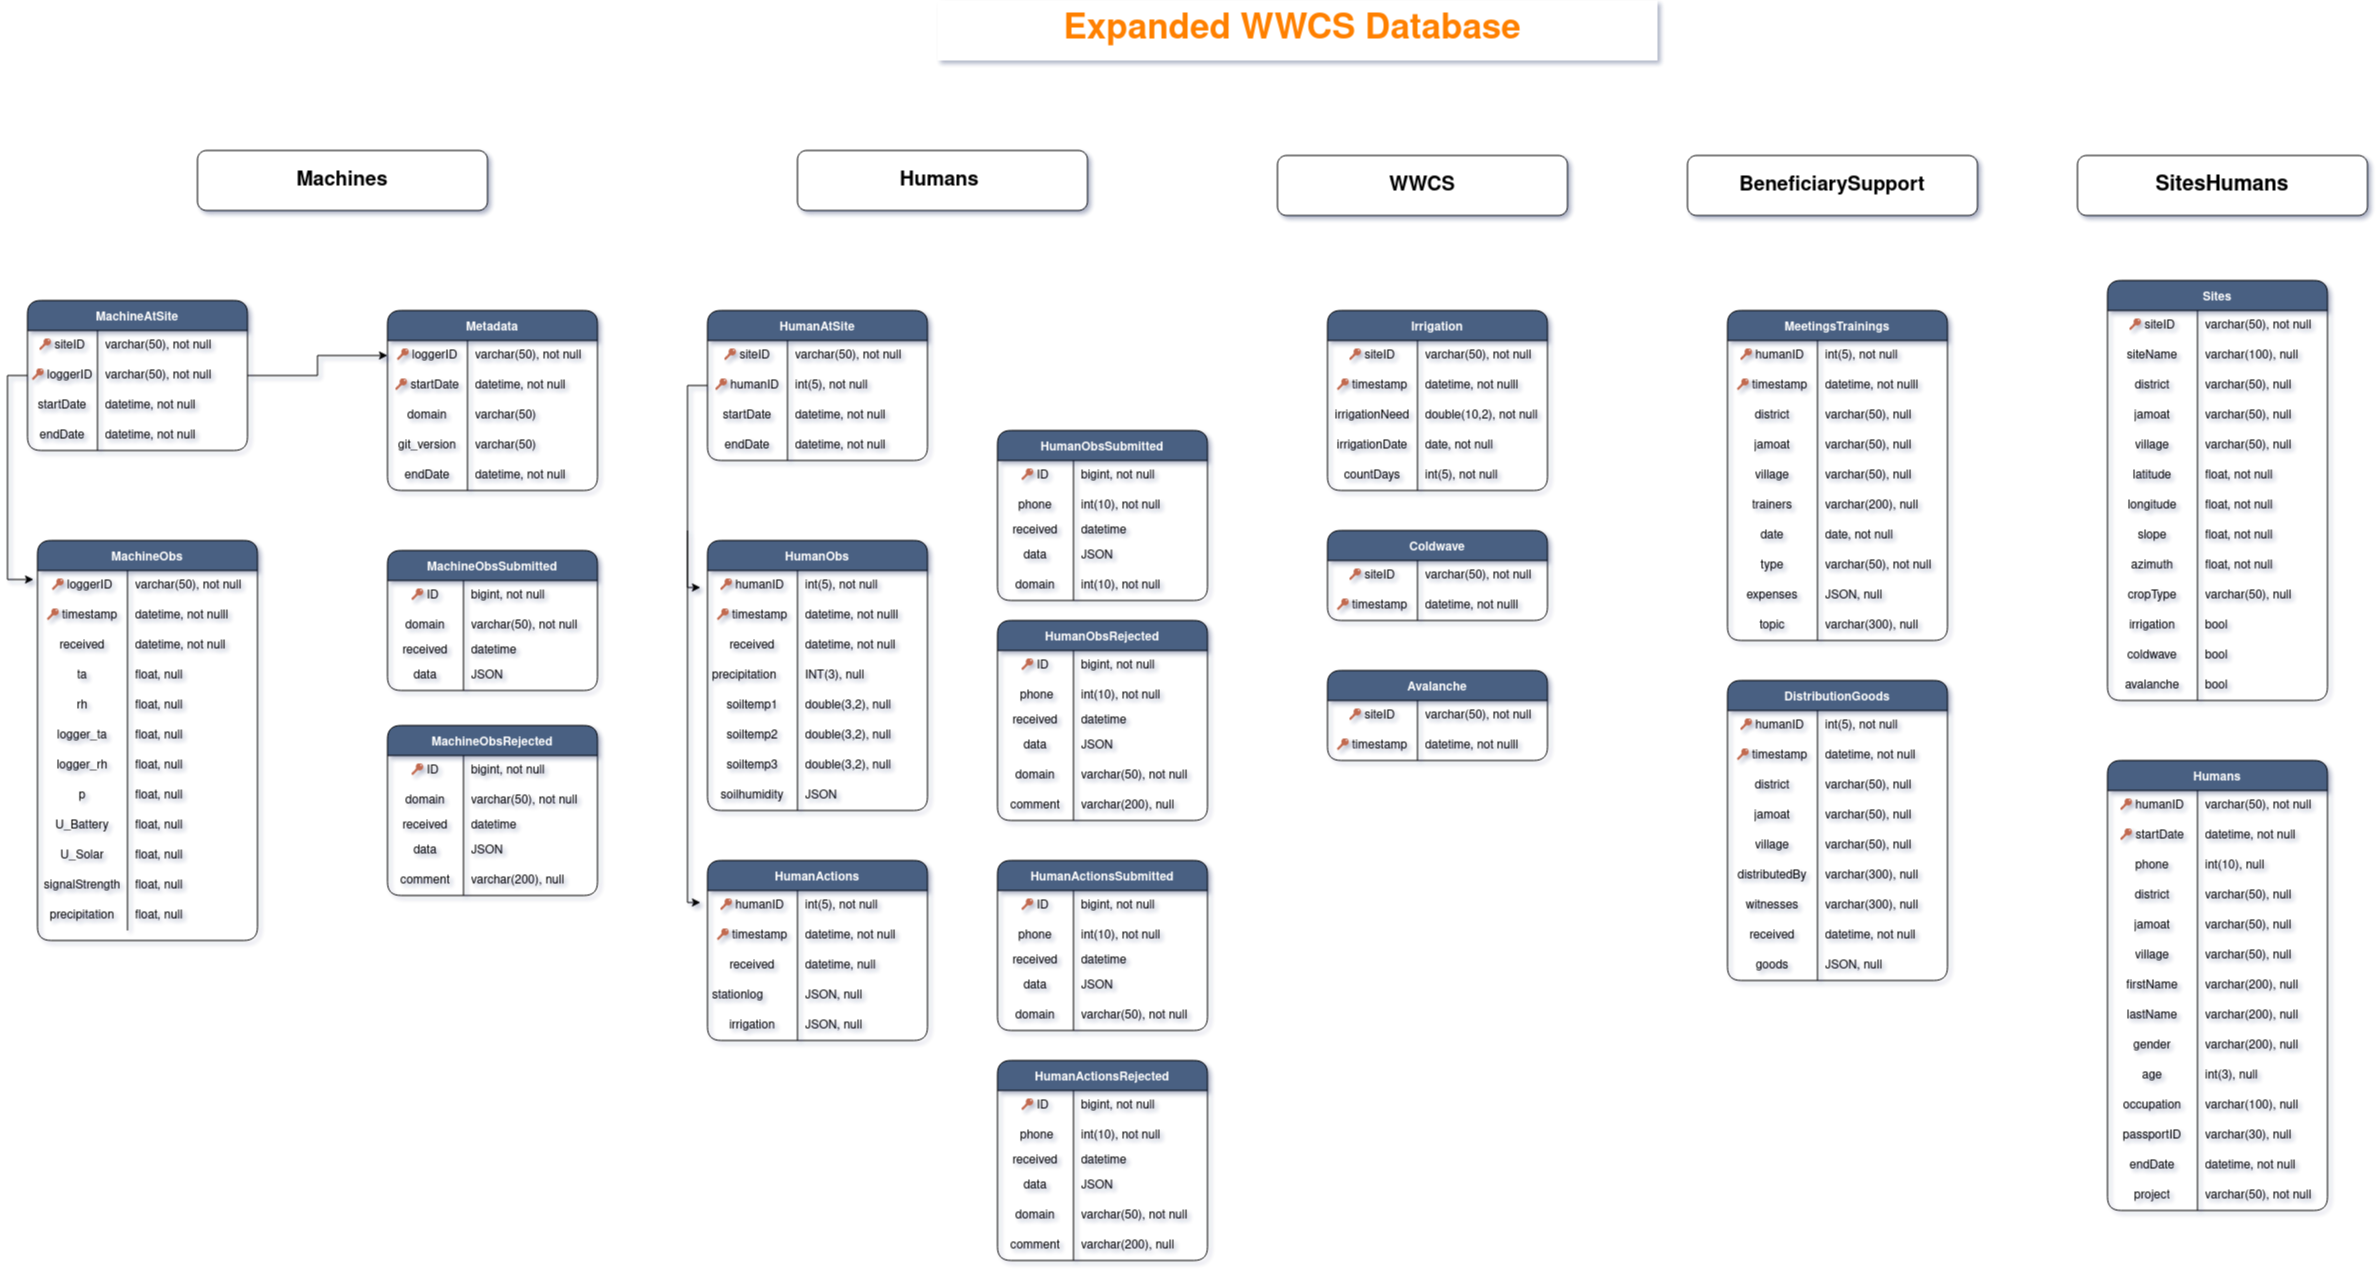 Expanded WWCS Database
Machines
Humans
WWCS
BeneficiarySupport
SitesHumans
MachineAtSite
siteID varchar(50), not null
loggerID varchar(50), not null
startDate datetime, not null
endDate datetime, not null
Metadata
loggerID varchar(50), not null
startDate datetime, not null
domain varchar(50)
git_version varchar(50)
endDate datetime, not null
MachineObs
loggerID varchar(50), not null
timestamp datetime, not nulll
received datetime, not null
ta float, null
rh float, null
logger_ta float, null
logger_rh float, null
p float, null
U_Battery float, null
U_Solar float, null
signalStrength float, null
precipitation float, null
MachineObsSubmitted
ID bigint, not null
domain varchar(50), not null
received datetime
data JSON
MachineObsRejected
ID bigint, not null
domain varchar(50), not null
received datetime
data JSON
comment varchar(200), null
HumanAtSite
siteID varchar(50), not null
humanID int(5), not null
startDate datetime, not null
endDate datetime, not null
HumanObs
humanID int(5), not null
timestamp datetime, not nulll
received datetime, not null
precipitation INT(3), null
soiltemp1 double(3,2), null
soiltemp2 double(3,2), null
soiltemp3 double(3,2), null
soilhumidity JSON
HumanActions
humanID int(5), not null
timestamp datetime, not null
received datetime, null
stationlog JSON, null
irrigation JSON, null
HumanObsSubmitted
ID bigint, not null
phone int(10), not null
received datetime
data JSON
domain int(10), not null
HumanObsRejected
ID bigint, not null
phone int(10), not null
received datetime
data JSON
domain varchar(50), not null
comment varchar(200), null
HumanActionsSubmitted
ID bigint, not null
phone int(10), not null
received datetime
data JSON
domain varchar(50), not null
HumanActionsRejected
ID bigint, not null
phone int(10), not null
received datetime
data JSON
domain varchar(50), not null
comment varchar(200), null
Irrigation
siteID varchar(50), not null
timestamp datetime, not nulll
irrigationNeed double(10,2), not null
irrigationDate date, not null
countDays int(5), not null
Coldwave
siteID varchar(50), not null
timestamp datetime, not nulll
Avalanche
siteID varchar(50), not null
timestamp datetime, not nulll
MeetingsTrainings
humanID int(5), not null
timestamp datetime, not nulll
district varchar(50), null
jamoat varchar(50), null
village varchar(50), null
trainers varchar(200), null
date date, not null
type varchar(50), not null
expenses JSON, null
topic varchar(300), null
DistributionGoods
humanID int(5), not null
timestamp datetime, not null
district varchar(50), null
jamoat varchar(50), null
village varchar(50), null
distributedBy varchar(300), null
witnesses varchar(300), null
received datetime, not null
goods JSON, null
Sites
siteID varchar(50), not null
siteName varchar(100), null
district varchar(50), null
jamoat varchar(50), null
village varchar(50), null
latitude float, not null
longitude float, not null
slope float, not null
azimuth float, not null
cropType varchar(50), null
irrigation bool
coldwave bool
avalanche bool
Humans
humanID varchar(50), not null
startDate datetime, not null
phone int(10), null
district varchar(50), null
jamoat varchar(50), null
village varchar(50), null
firstName varchar(200), null
lastName varchar(200), null
gender varchar(200), null
age int(3), null
occupation varchar(100), null
passportID varchar(30), null
endDate datetime, not null
project varchar(50), not null